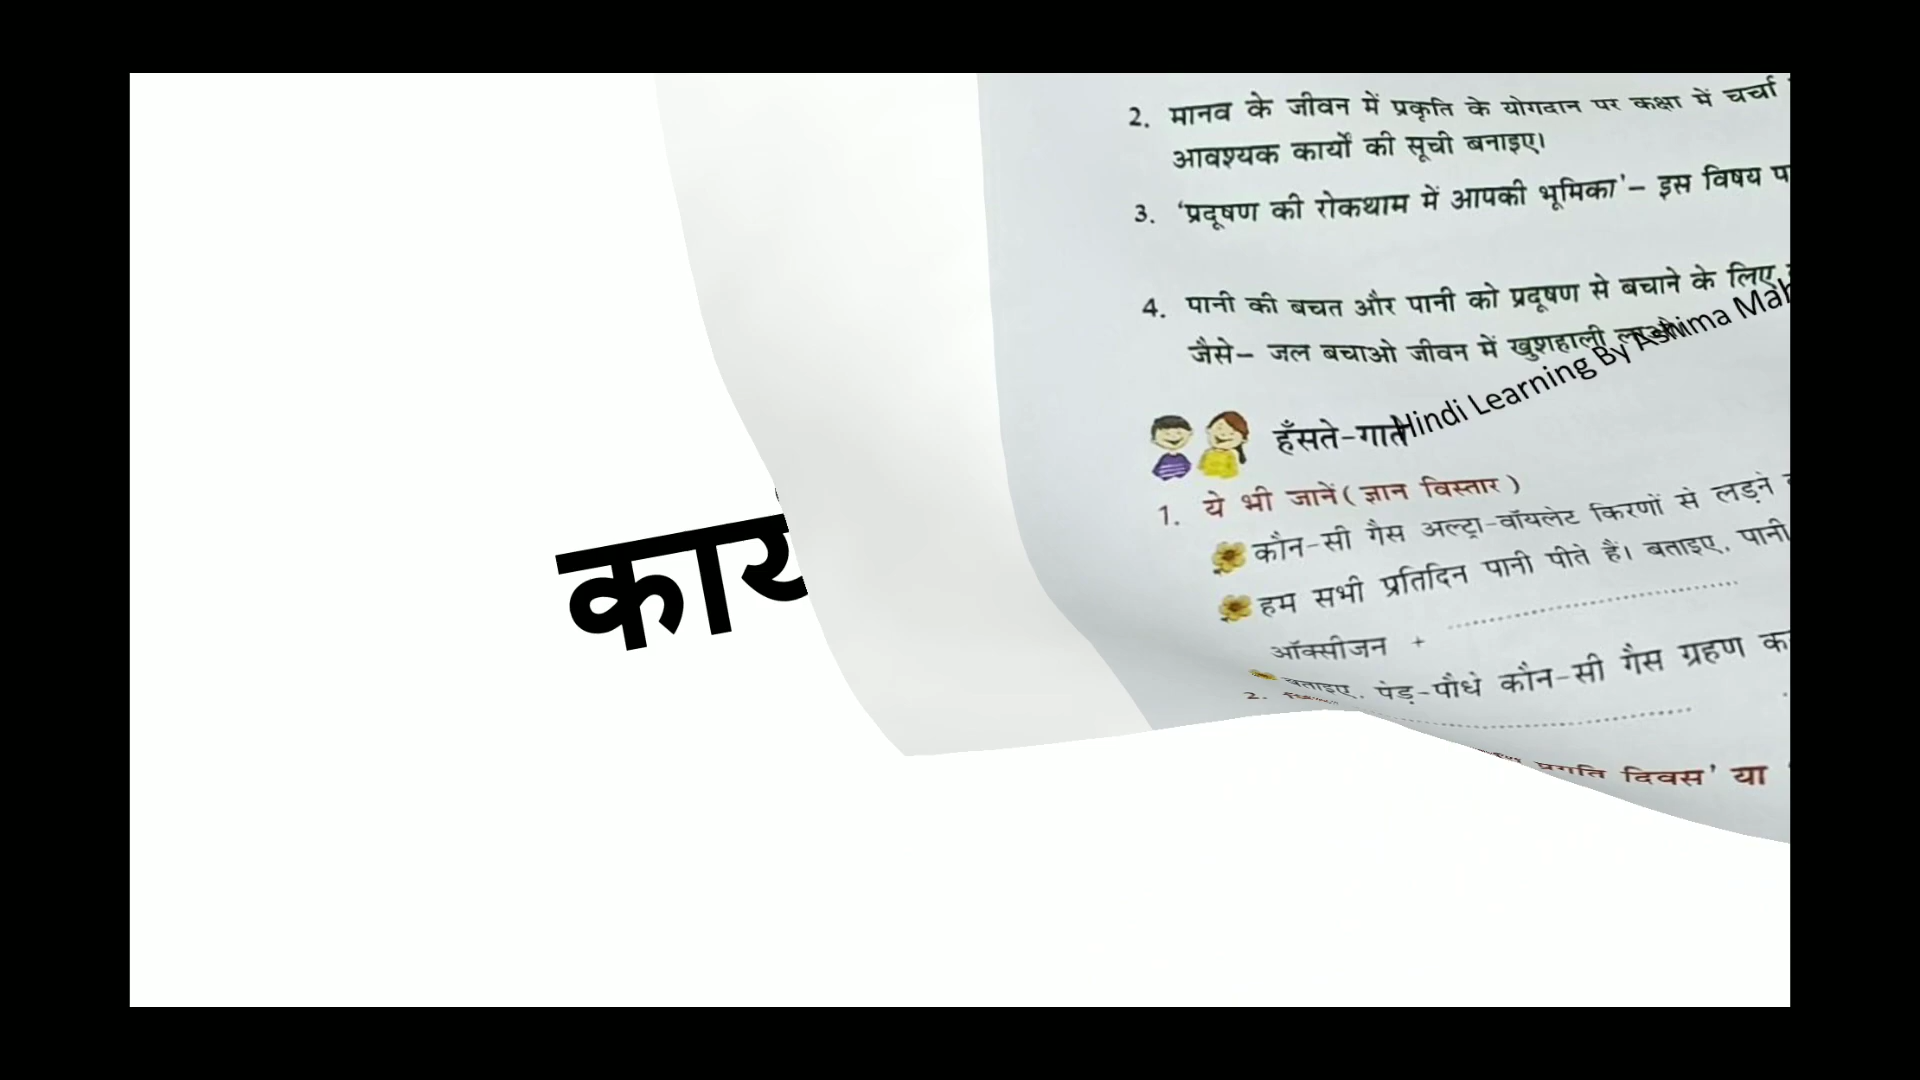 2. मानव के जीवन में प्रकृति के योगदान पर कक्षा में चर्चा
आवश्यक कार्यों की सूची बनाइए।
3. ‘प्रदूषण की रोकथाम में आपकी भूमिका’– इस विषय
4. पानी की बचत और पानी को प्रदूषण से बचाने के लिए
जैसे– जल बचाओ जीवन में खुशहाली
Hindi Learning By Ashima
हँसते-गाते
1. ये भी जानें (ज्ञान विस्तार)
कौन-सी गैस अल्ट्रा-वॉयलेट किरणों से लड़ने
हम सभी प्रतिदिन पानी पीते हैं। बताइए, पानी
ऑक्सीजन + ....................
बताइए, पेड़-पौधे कौन-सी गैस ग्रहण
2.
दिवस’ या